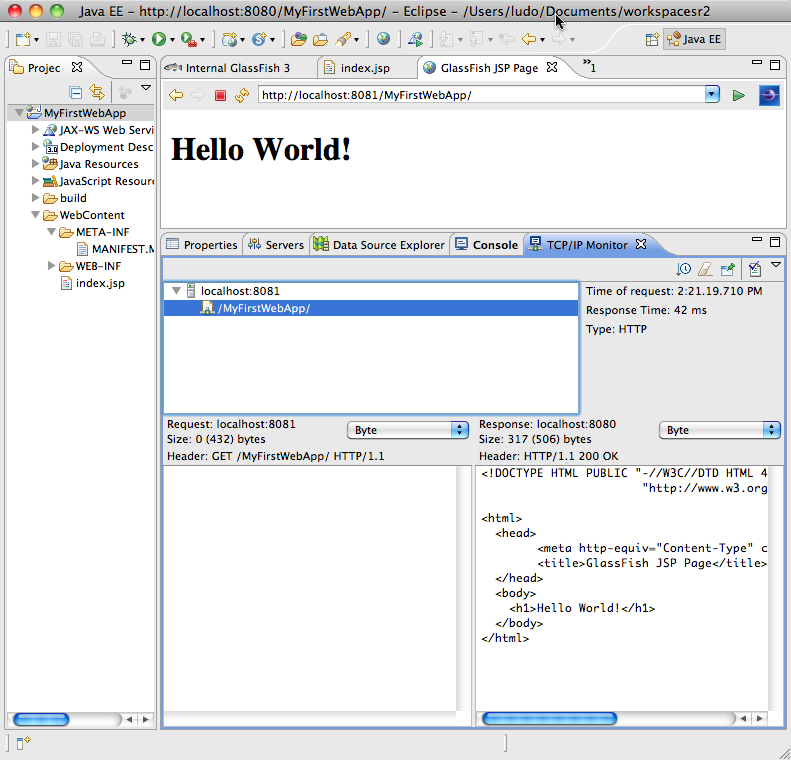 Java EE – http://localhost:8080/MyFirstWebApp/ – Eclipse – /Users/ludo/Documents/workspacesr2
Java EE
Projec
MyFirstWebApp
JAX-WS Web Servi
3.0 Deployment Desc
Java Resources
JavaScript Resour
build
WebContent
META-INF
MANIFEST.M
WEB-INF
index.jsp
Internal GlassFish 3 index.jsp GlassFish JSP Page »1
http://localhost:8081/MyFirstWebApp/
Hello World!
Properties Servers Data Source Explorer Console TCP/IP Monitor
localhost:8081
/MyFirstWebApp/
Time of request: 2:21.19.710 PM
Response Time: 42 ms
Type: HTTP
Request: localhost:8081
Size: 0 (432) bytes
Header: GET /MyFirstWebApp/ HTTP/1.1
Byte
Response: localhost:8080
Size: 317 (506) bytes
Header: HTTP/1.1 200 OK
Byte
<!DOCTYPE HTML PUBLIC "-//W3C//DTD HTML 4
"http://www.w3.org
<html>
<head>
<meta http-equiv="Content-Type" c
<title>GlassFish JSP Page</title>
</head>
<body>
<h1>Hello World!</h1>
</body>
</html>